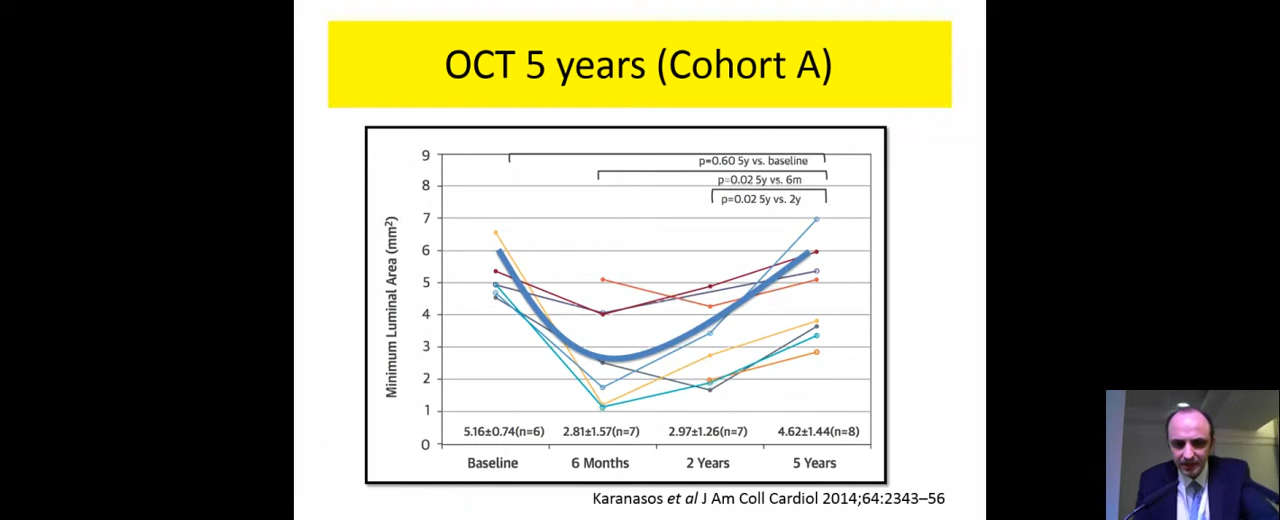 OCT 5 years (Cohort A)
9
p=0.60 5y vs. baseline
8
p=0.02 5y vs. 6m
p=0.02 5y vs. 2y
7
6
5
4
3
2
1
0
Minimum Luminal Area (mm²)
5.16±0.74(n=6) 2.81±1.57(n=7) 2.97±1.26(n=7) 4.62±1.44(n=8)
Baseline 6 Months 2 Years 5 Years
Karanasos et al J Am Coll Cardiol 2014;64:2343–56